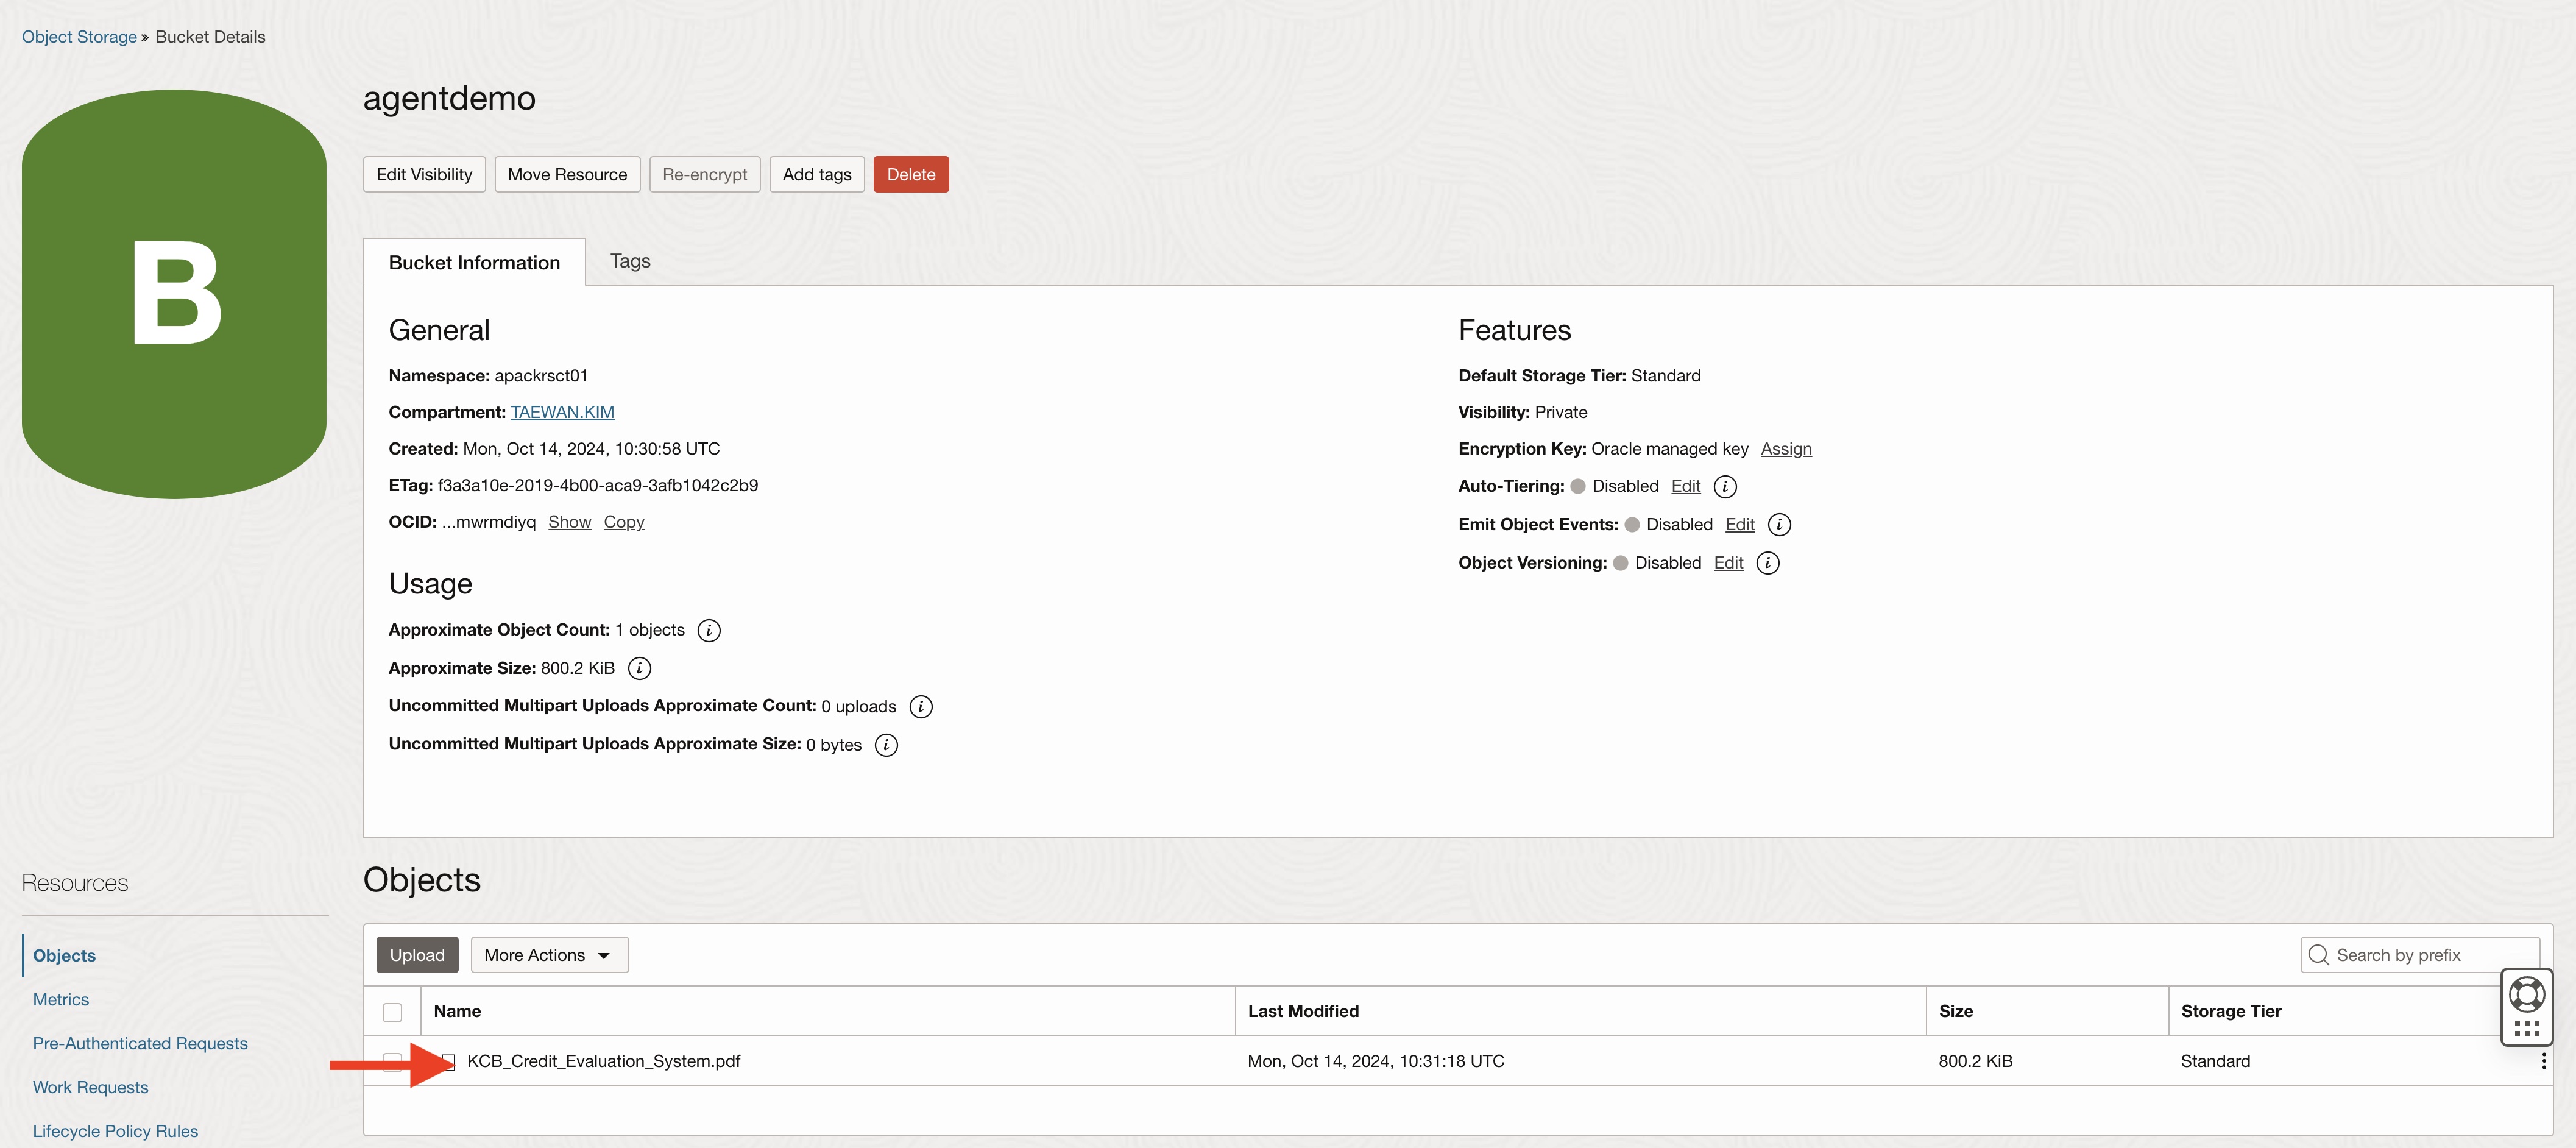 Object Storage » Bucket Details
B
agentdemo
Edit Visibility Move Resource Re-encrypt Add tags Delete
Bucket Information Tags
General
Namespace: apackrsct01
Compartment: TAEWAN.KIM
Created: Mon, Oct 14, 2024, 10:30:58 UTC
ETag: f3a3a10e-2019-4b00-aca9-3afb1042c2b9
OCID: ...mwrmdiyq Show Copy
Usage
Approximate Object Count: 1 objects i
Approximate Size: 800.2 KiB i
Uncommitted Multipart Uploads Approximate Count: 0 uploads i
Uncommitted Multipart Uploads Approximate Size: 0 bytes i
Features
Default Storage Tier: Standard
Visibility: Private
Encryption Key: Oracle managed key Assign
Auto-Tiering: Disabled Edit i
Emit Object Events: Disabled Edit i
Object Versioning: Disabled Edit i
Resources
Objects
Metrics
Pre-Authenticated Requests
Work Requests
Lifecycle Policy Rules
Objects
Upload More Actions Search by prefix
Name Last Modified Size Storage Tier
KCB_Credit_Evaluation_System.pdf Mon, Oct 14, 2024, 10:31:18 UTC 800.2 KiB Standard